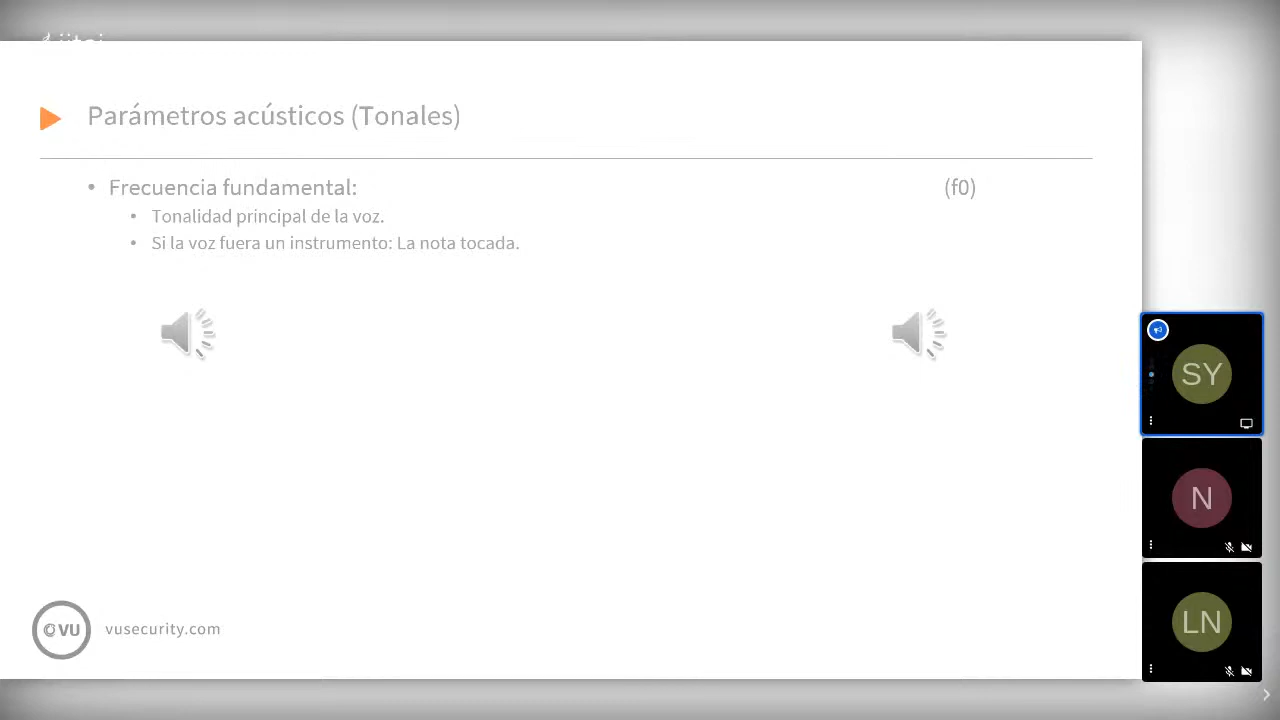 Parámetros acústicos (Tonales)
• Frecuencia fundamental: (f0)
• Tonalidad principal de la voz.
• Si la voz fuera un instrumento: La nota tocada.
SY
N
LN
VU vusecurity.com